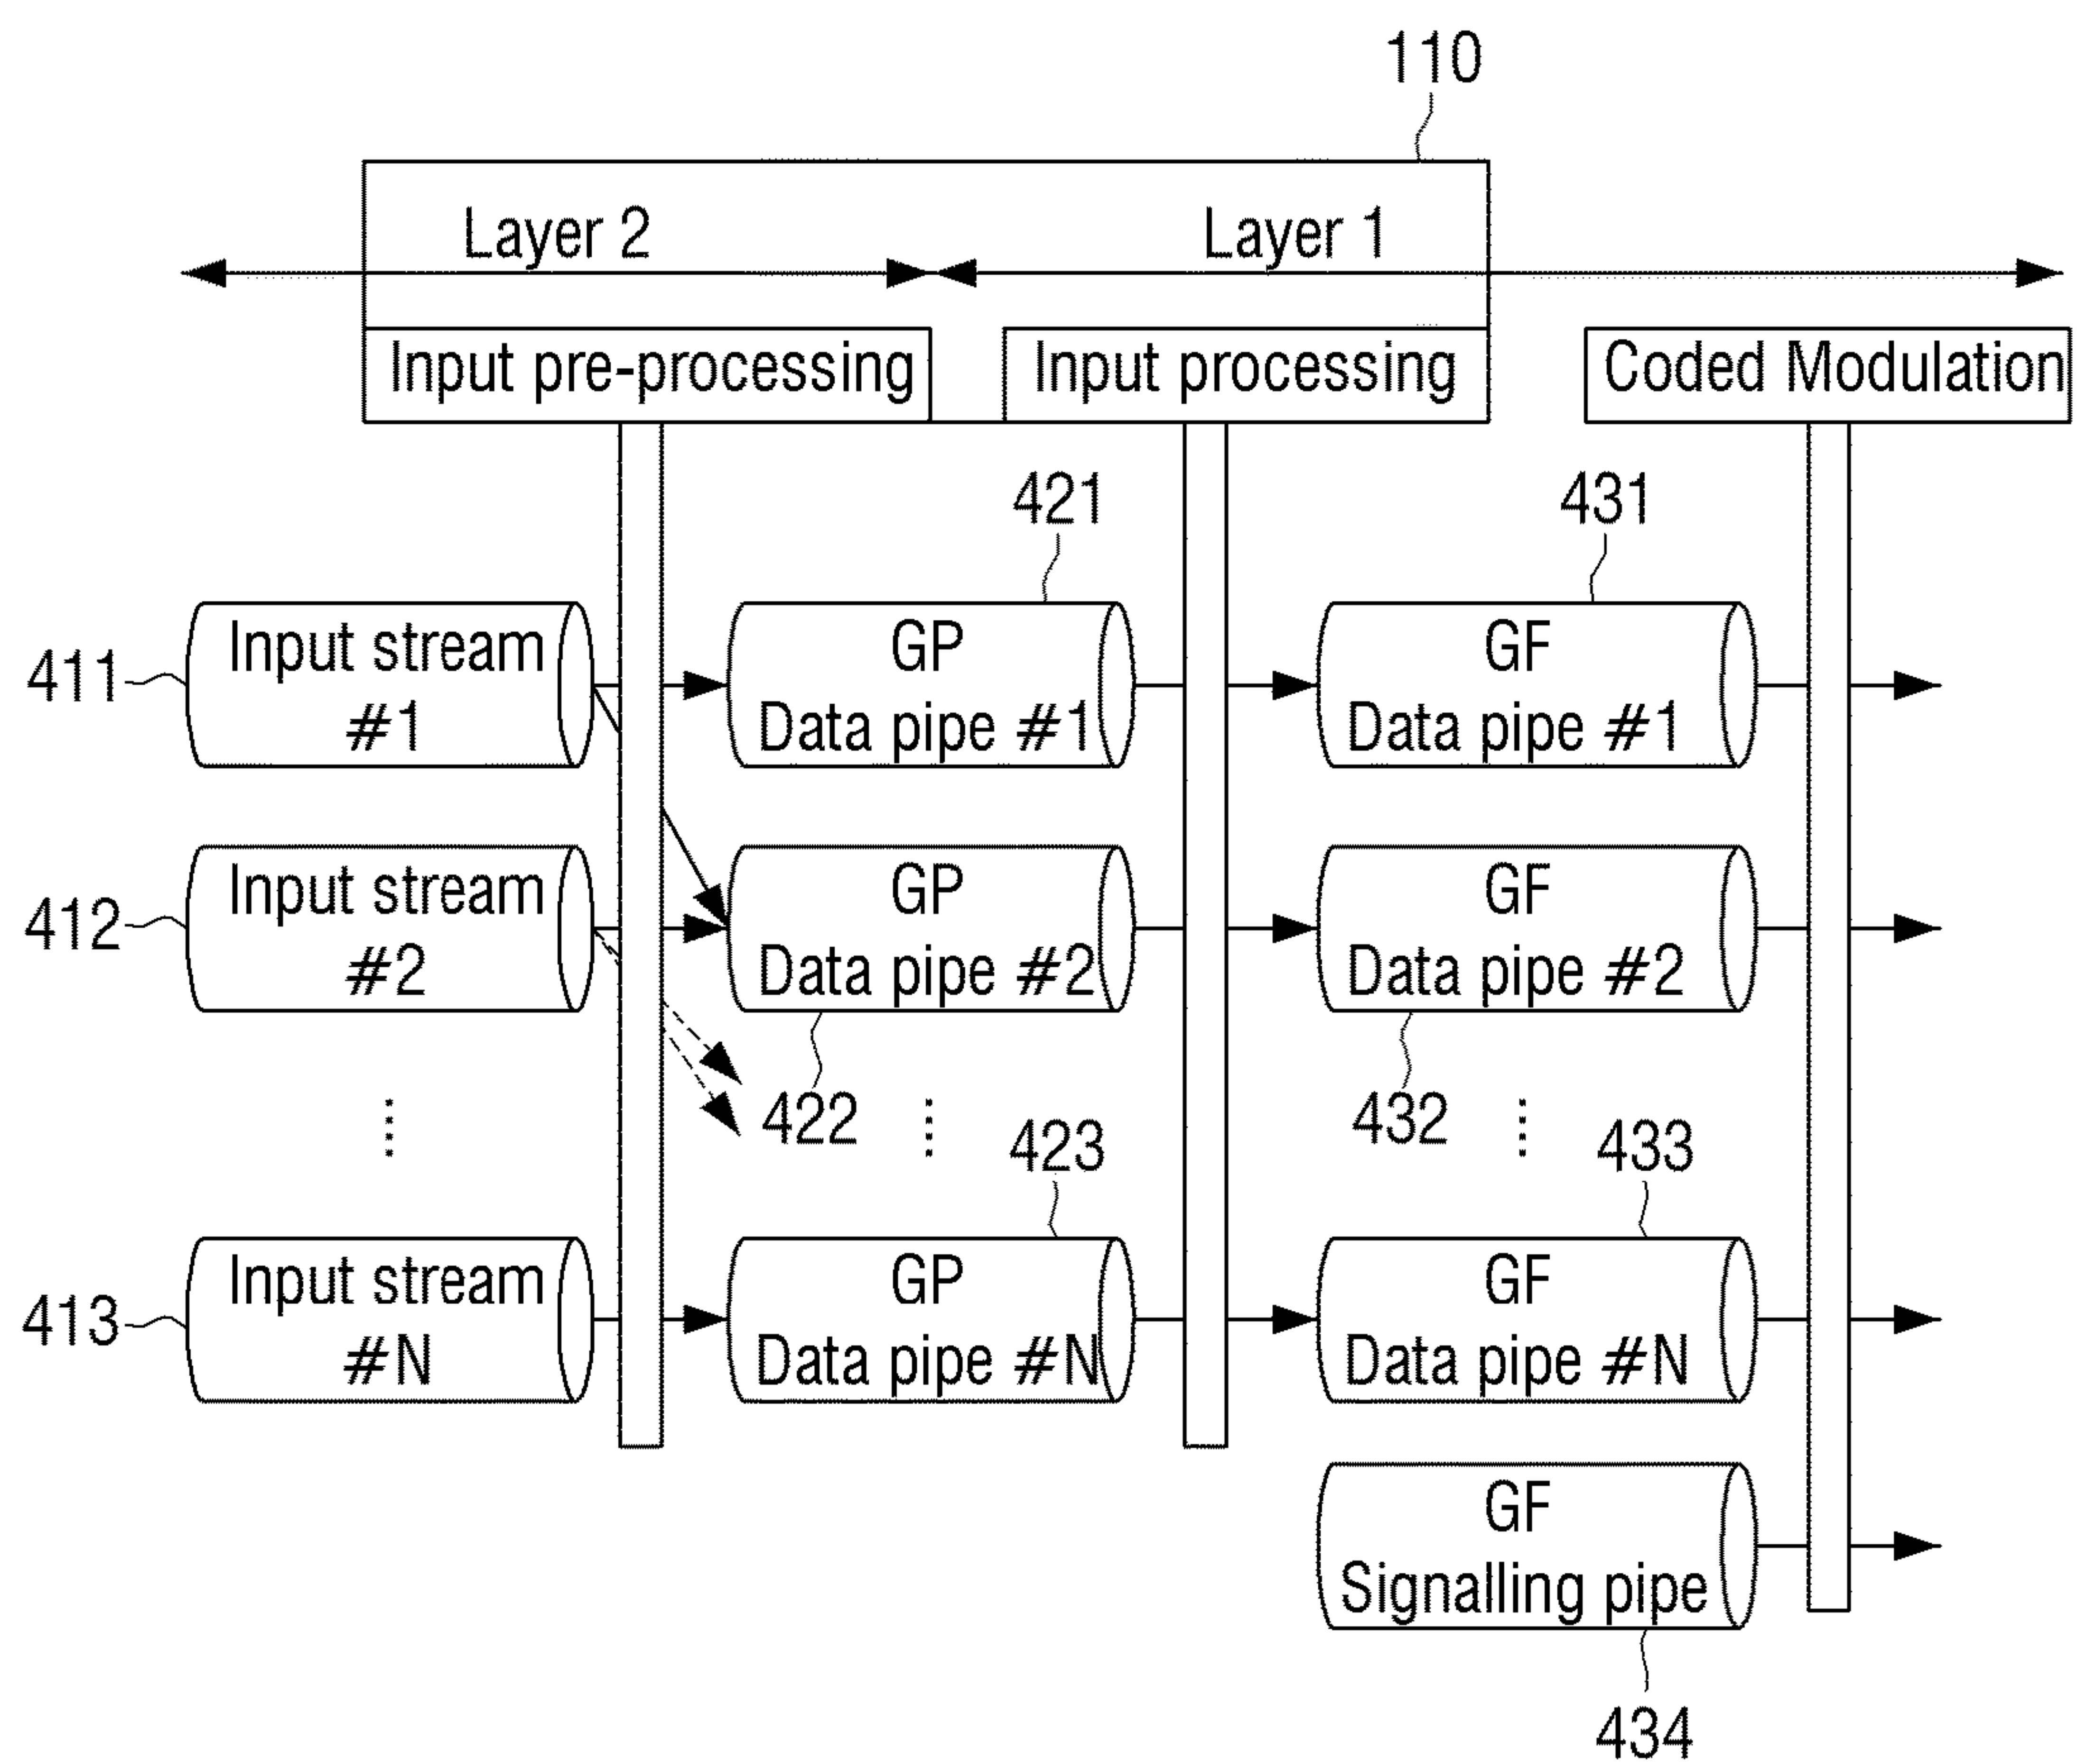 110
Layer 2
Layer 1
Input pre-processing
Input processing
Coded Modulation
421
431
411
Input stream
#1
GP
Data pipe #1
GF
Data pipe #1
412
Input stream
#2
GP
Data pipe #2
GF
Data pipe #2
422
423
432
433
413
Input stream
#N
GP
Data pipe #N
GF
Data pipe #N
GF
Signalling pipe
434